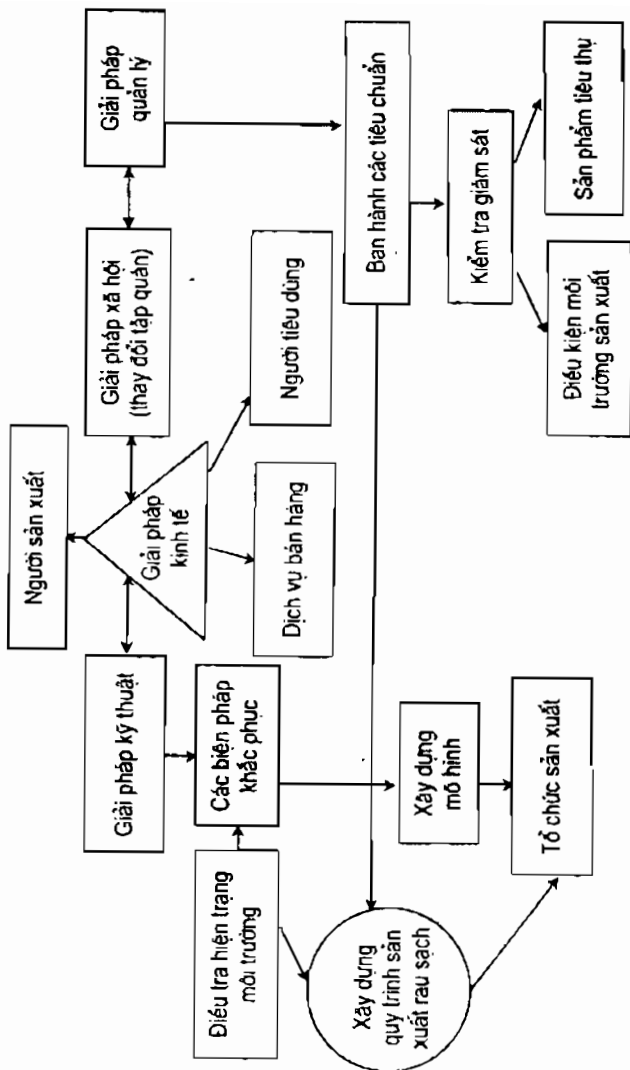 Người sản xuất
Giải pháp kỹ thuật
Giải pháp
kinh tế
Giải pháp xã hội
(thay đổi tập quán)
Giải pháp
quản lý
Điều tra hiện trạng
môi trường
Các biện pháp
khắc phục
Dịch vụ bán hàng
Người tiêu dùng
Xây dựng
quy trình sản
xuất rau sạch
Xây dựng
mô hình
Ban hành các tiêu chuẩn
Kiểm tra giám sát
Tổ chức sản xuất
Điều kiện môi
trường sản xuất
Sản phẩm tiêu thụ